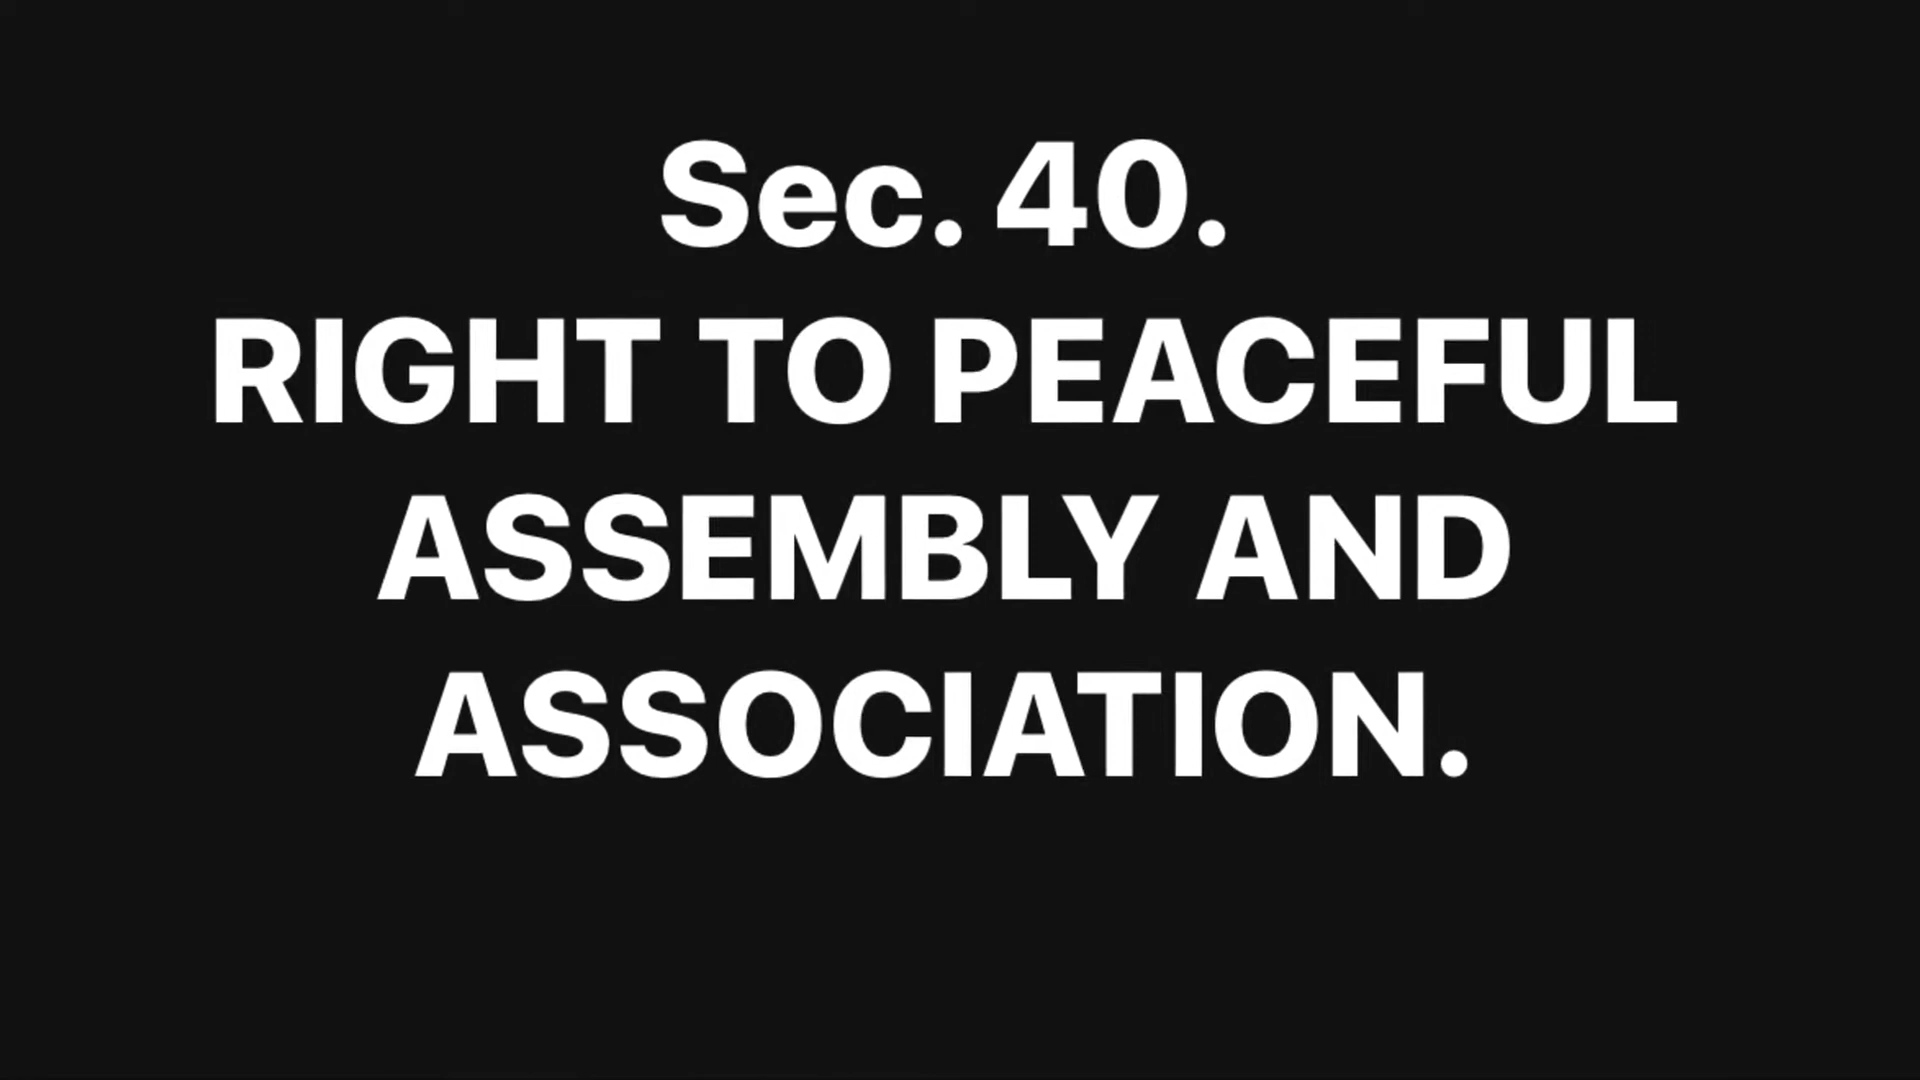 Sec. 40.
RIGHT TO PEACEFUL
ASSEMBLY AND
ASSOCIATION.